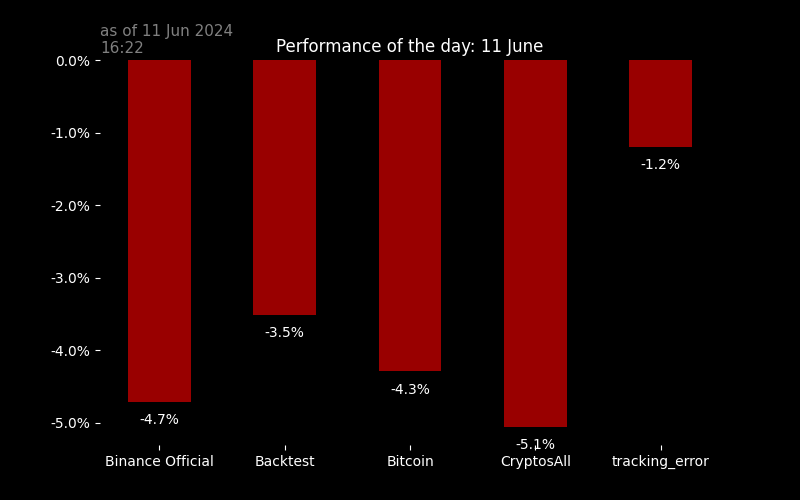 as of 11 Jun 2024
16:22
Performance of the day: 11 June
0.0%
-1.0%
-2.0%
-3.0%
-4.0%
-5.0%
-4.7%
-3.5%
-4.3%
-5.1%
-1.2%
Binance Official
Backtest
Bitcoin
CryptosAll
tracking_error